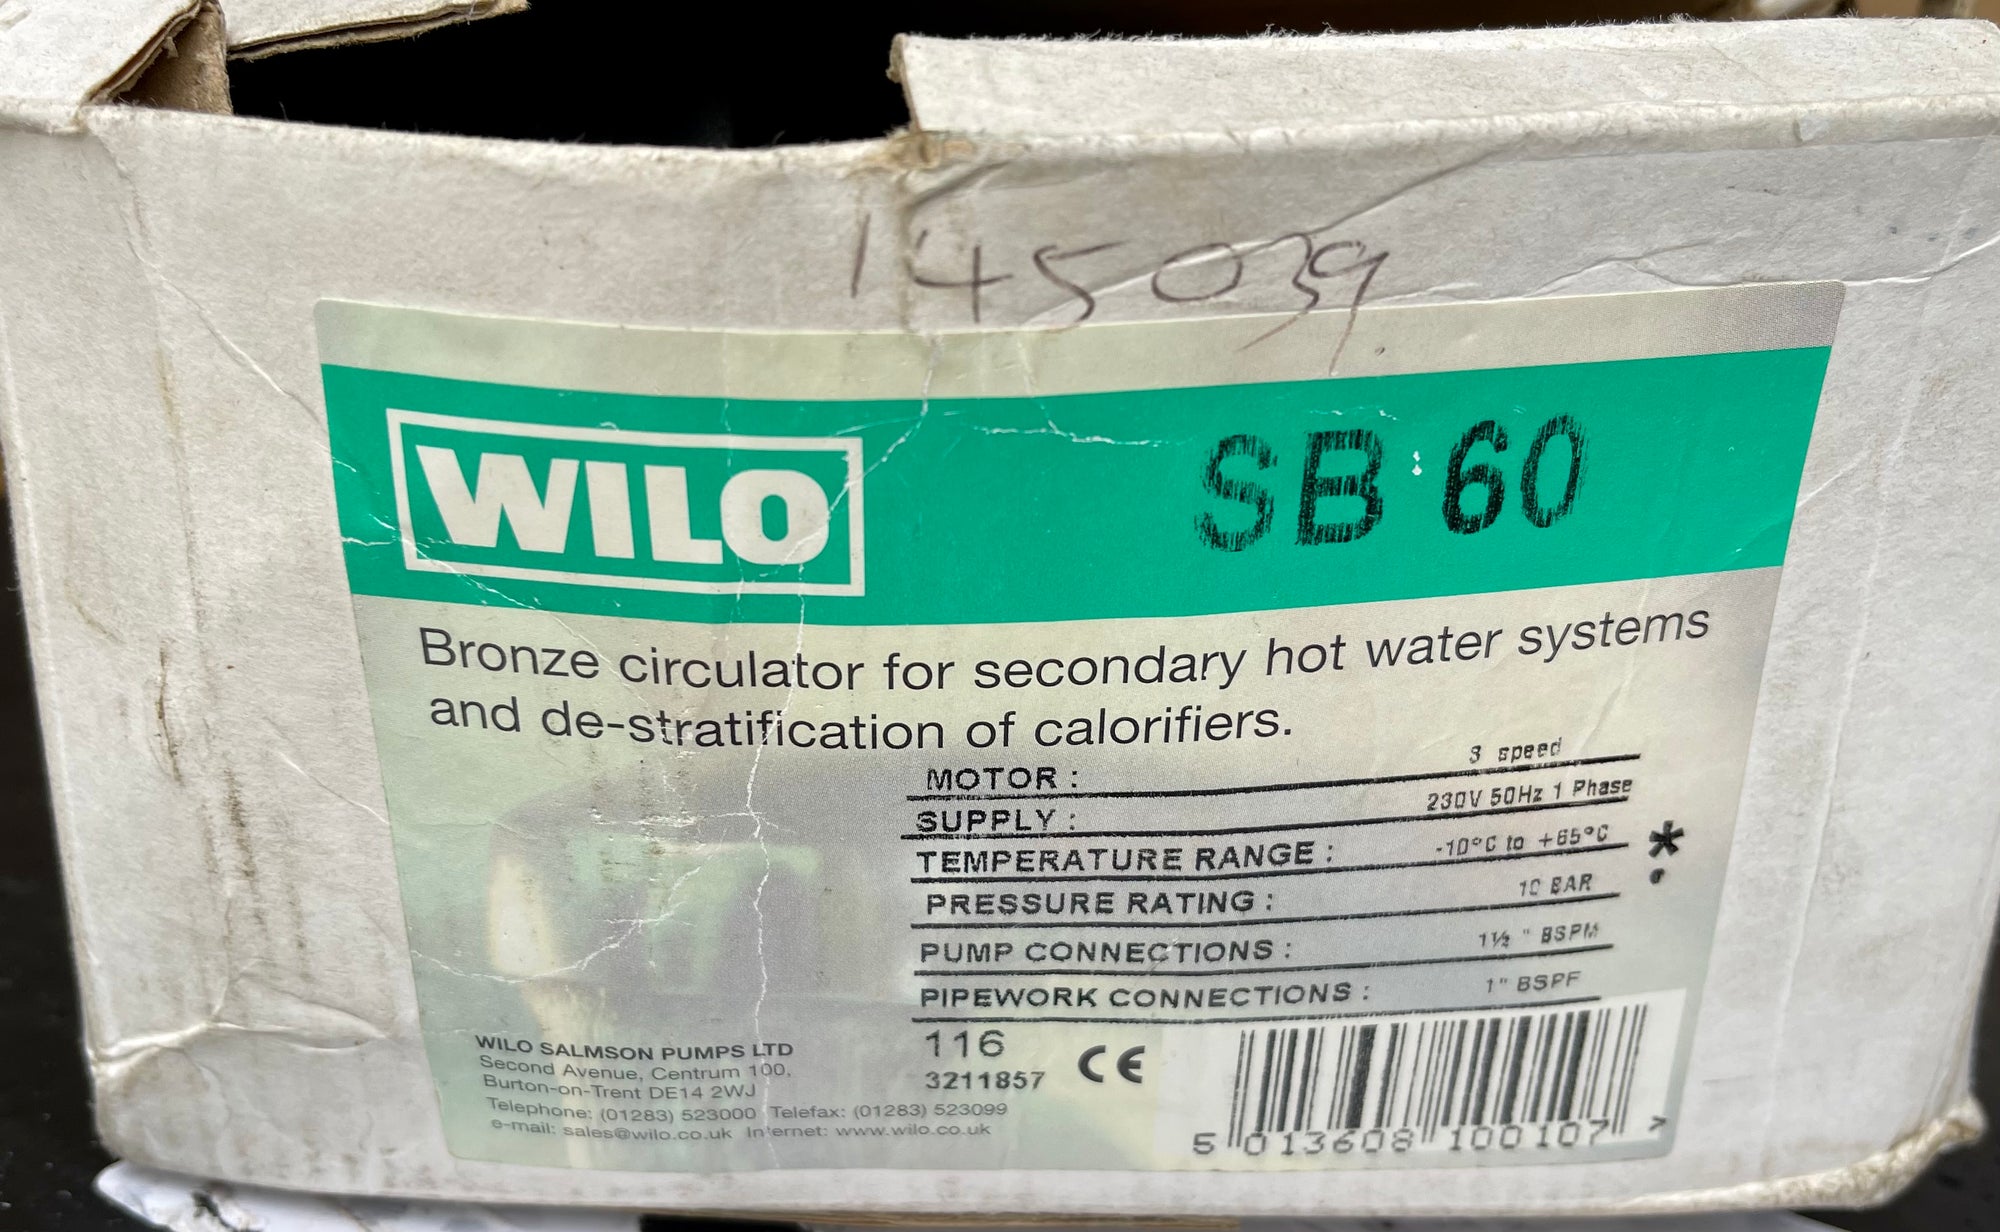 145039
WILO
SB 60
Bronze circulator for secondary hot water systems
and de-stratification of calorifiers.
MOTOR : 3 speed
SUPPLY : 230V 50Hz 1 Phase
TEMPERATURE RANGE : -10°C to +65°C *
PRESSURE RATING : 10 BAR
PUMP CONNECTIONS : 1½ " BSPM
PIPEWORK CONNECTIONS : 1" BSPF
WILO SALMSON PUMPS LTD
Second Avenue, Centrum 100,
Burton-on-Trent DE14 2WJ
Telephone: (01283) 523000 Telefax: (01283) 523099
e-mail: sales@wilo.co.uk Internet: www.wilo.co.uk
116
3211857
CE
5 013608 100107 >